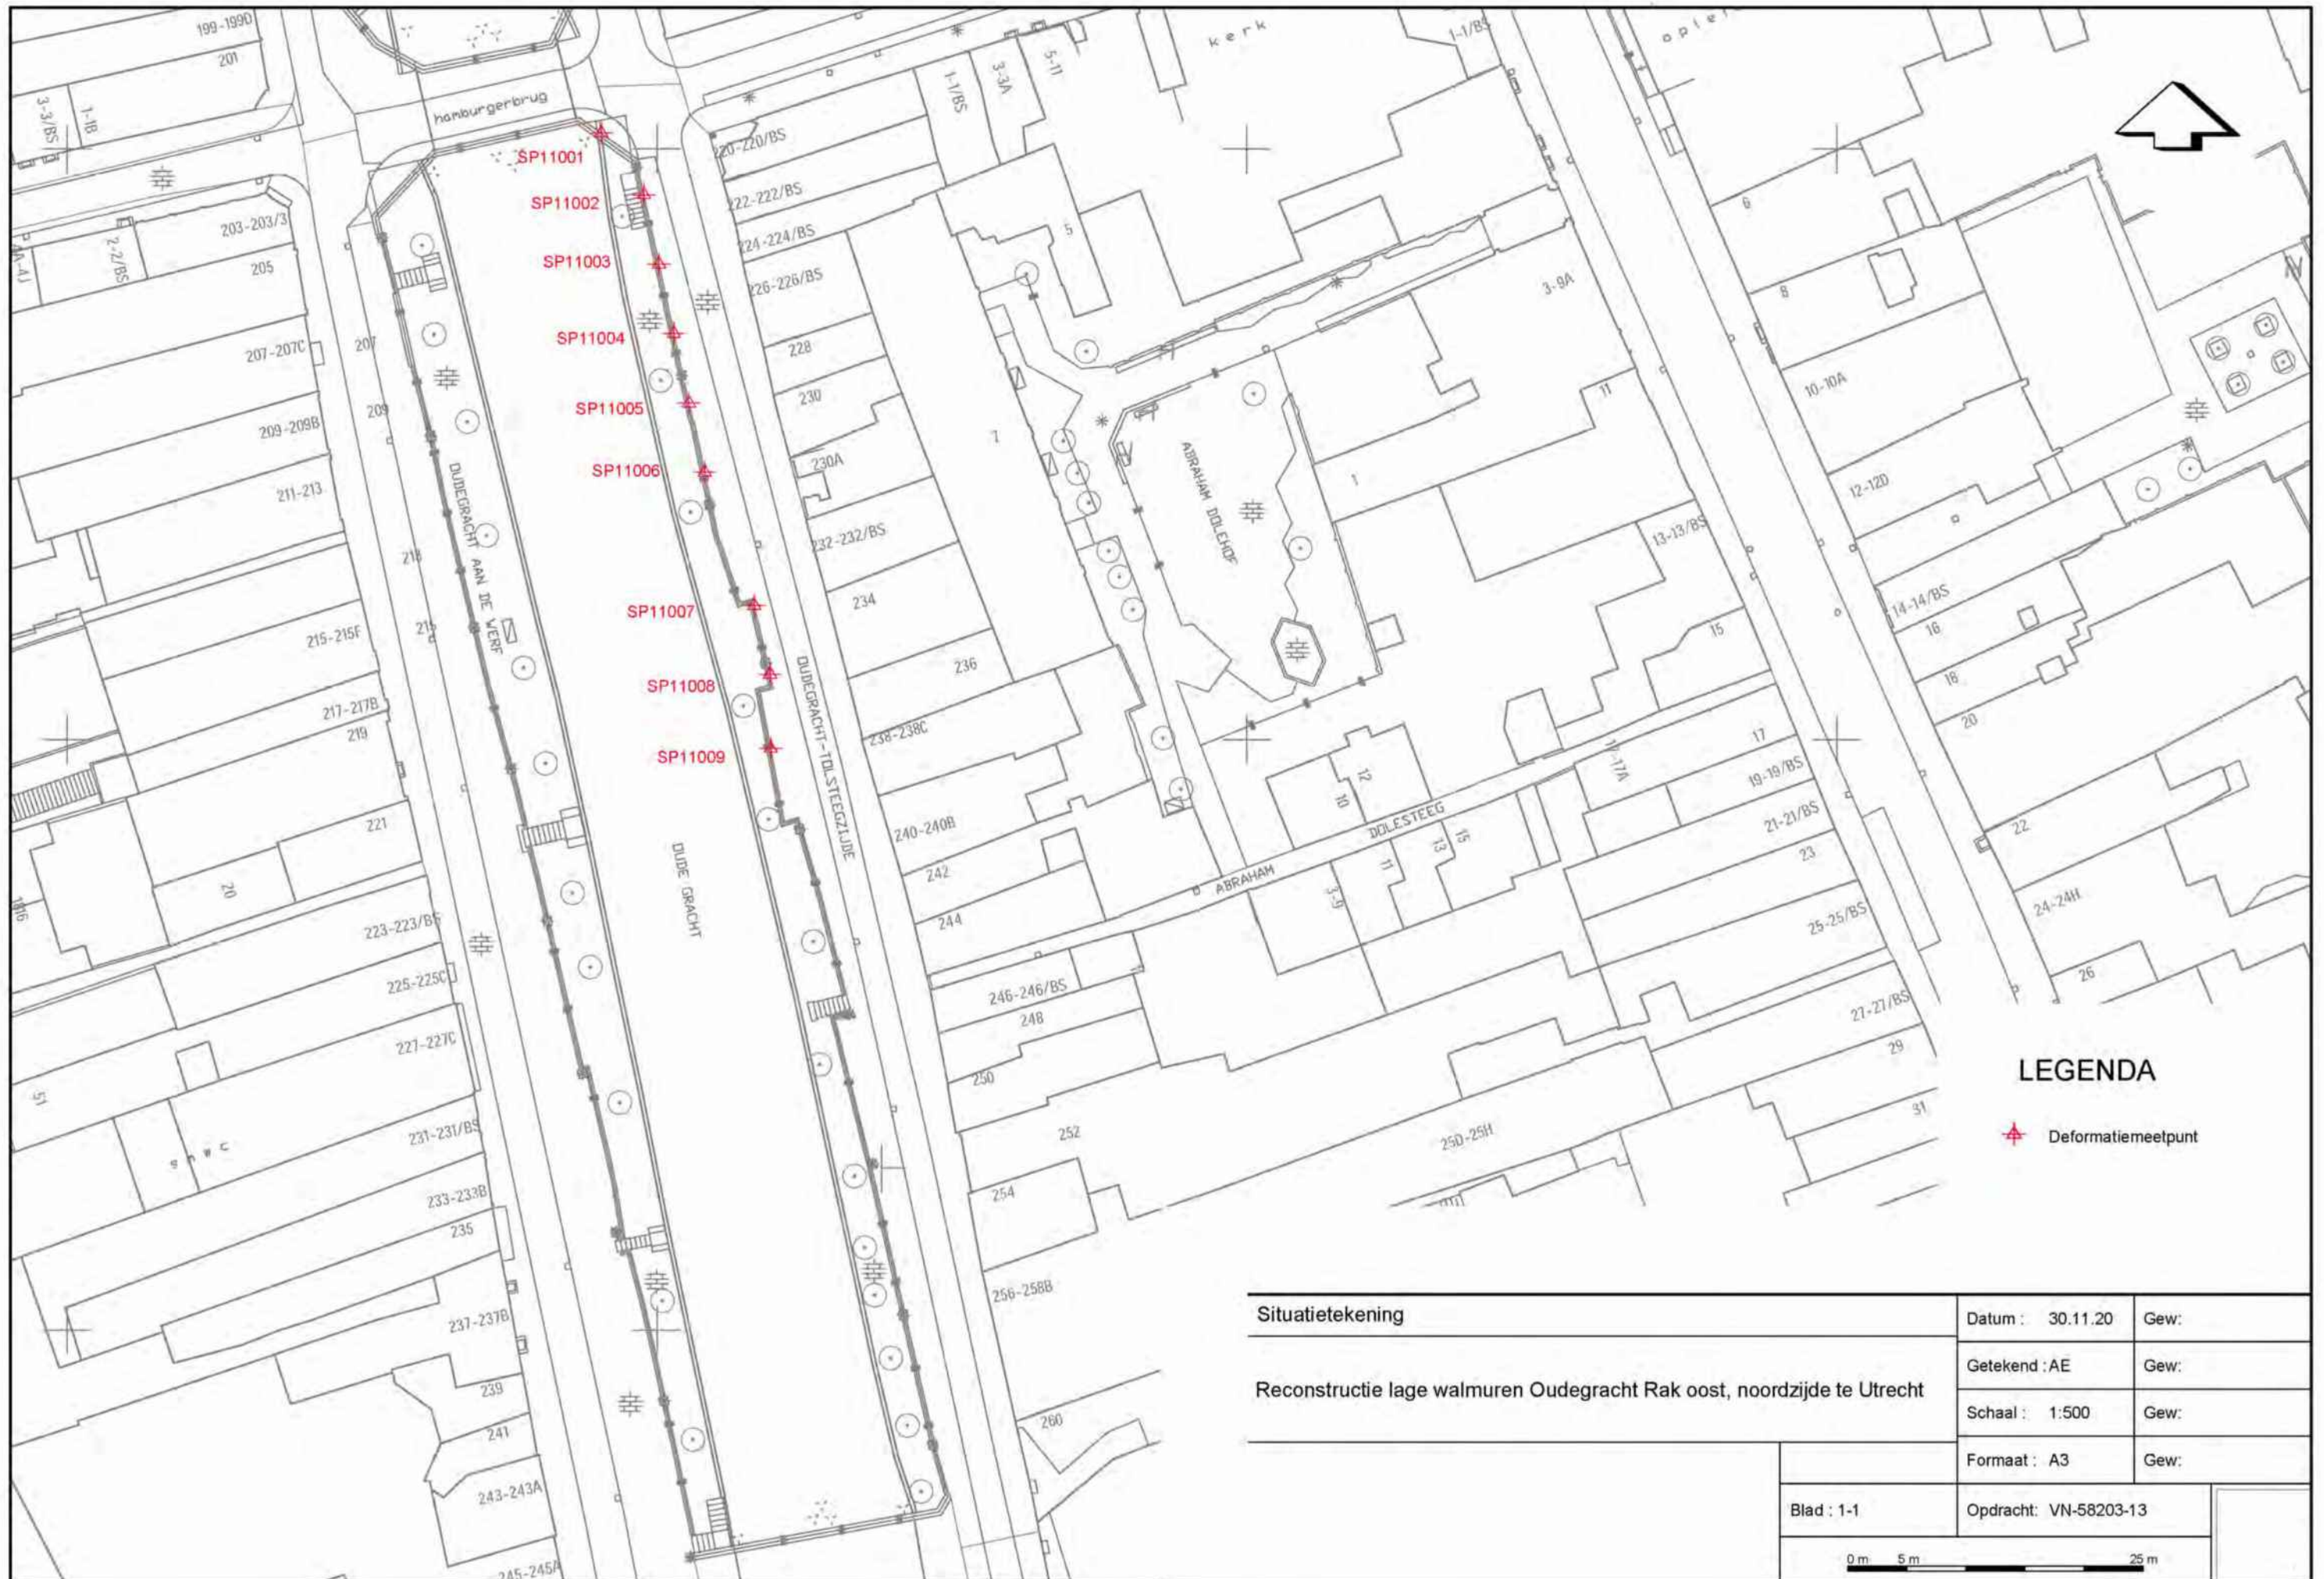 199-199D
201
3-3/BS
1-1B
hamburgerbrug
kerk
1-1/BS
1-1/BS
3-3A
5-11
SP11001
SP11002
SP11003
SP11004
SP11005
SP11006
SP11007
SP11008
SP11009
220-220/BS
222-222/BS
224-224/BS
226-226/BS
228
230
230A
232-232/BS
234
236
238-238C
240-240B
242
244
246-246/BS
248
250
252
254
256-258B
260
203-203/3
2-2/BS
205
207-207C
207
209
209-209B
211-213
215-215F
217-217B
219
221
20
223-223/BS
225-225C
227-227C
51
231-231/BS
233-233B
235
237-237B
239
241
243-243A
OUDEGRACHT AAN DE WERF
OUDE GRACHT
OUDEGRACHT-TOLSTEEGZIJDE
5
7
ABRAHAM DOLEHOF
1
3-9A
11
13-13/BS
15
17
17-17A
19-19/BS
21-21/BS
23
25-25/BS
27-27/BS
29
31
25D-25H
12
10
3-9
11
13
15
ABRAHAM DOLESTEEG
6
8
10-10A
12-12D
14-14/BS
16
18
20
22
24-24H
26
LEGENDA
Deformatiemeetpunt
Situatietekening
Reconstructie lage walmuren Oudegracht Rak oost, noordzijde te Utrecht
Datum : 30.11.20 Gew:
Getekend : AE Gew:
Schaal : 1:500 Gew:
Formaat : A3 Gew:
Blad : 1-1
Opdracht: VN-58203-13
0 m 5 m 25 m